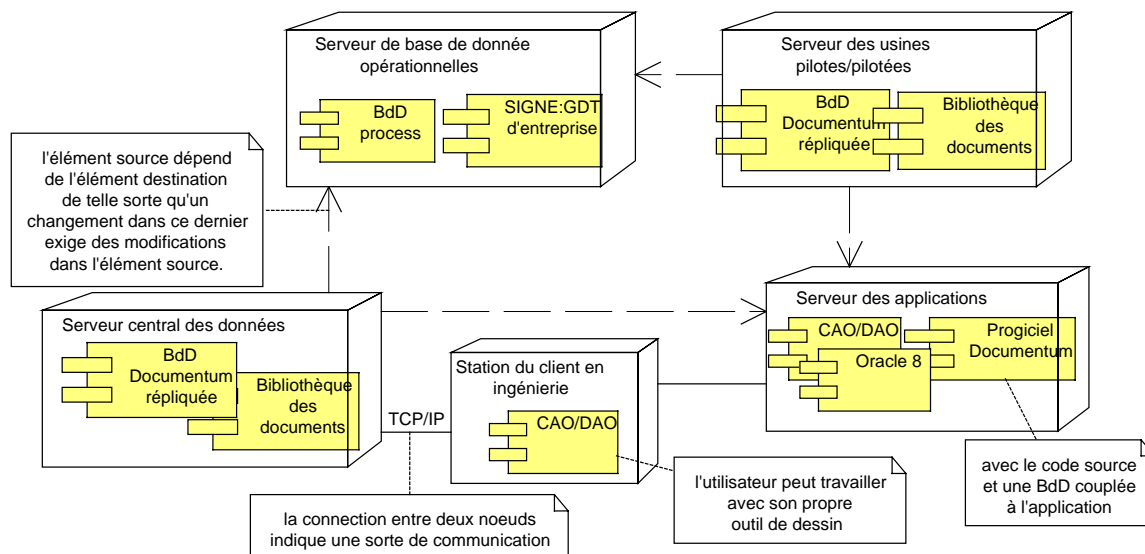 Serveur de base de donnée
opérationnelles
BdD
process
SIGNE:GDT
d'entreprise
Serveur des usines
pilotes/pilotées
BdD
Documentum
répliquée
Bibliothèque
des
documents
l'élément source dépend
de l'élément destination
de telle sorte qu'un
changement dans ce dernier
exige des modifications
dans l'élément source.
Serveur central des données
BdD
Documentum
répliquée
Bibliothèque
des
documents
TCP/IP
Station du client en
ingénierie
CAO/DAO
Serveur des applications
CAO/DAO
Oracle 8
Progiciel
Documentum
la connection entre deux noeuds
indique une sorte de communication
l'utilisateur peut travailler
avec son propre
outil de dessin
avec le code source
et une BdD couplée
à l'application